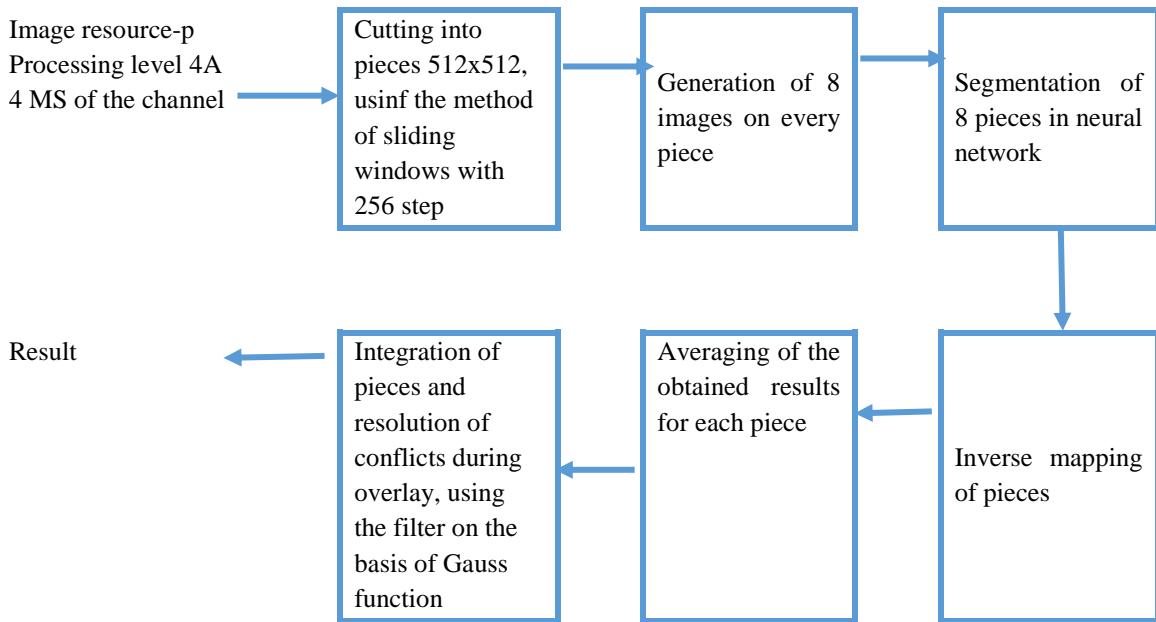 Image resource-p
Processing level 4A
4 MS of the channel
Cutting into
pieces 512x512,
usinf the method
of sliding
windows with
256 step
Generation of 8
images on every
piece
Segmentation of
8 pieces in neural
network
Inverse mapping
of pieces
Averaging of the
obtained results
for each piece
Integration of
pieces and
resolution of
conflicts during
overlay, using
the filter on the
basis of Gauss
function
Result